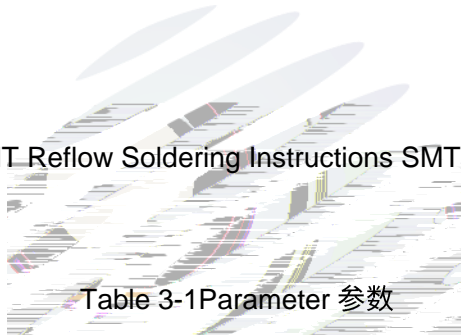 T Reflow Soldering Instructions SMT
Table 3-1Parameter 参数